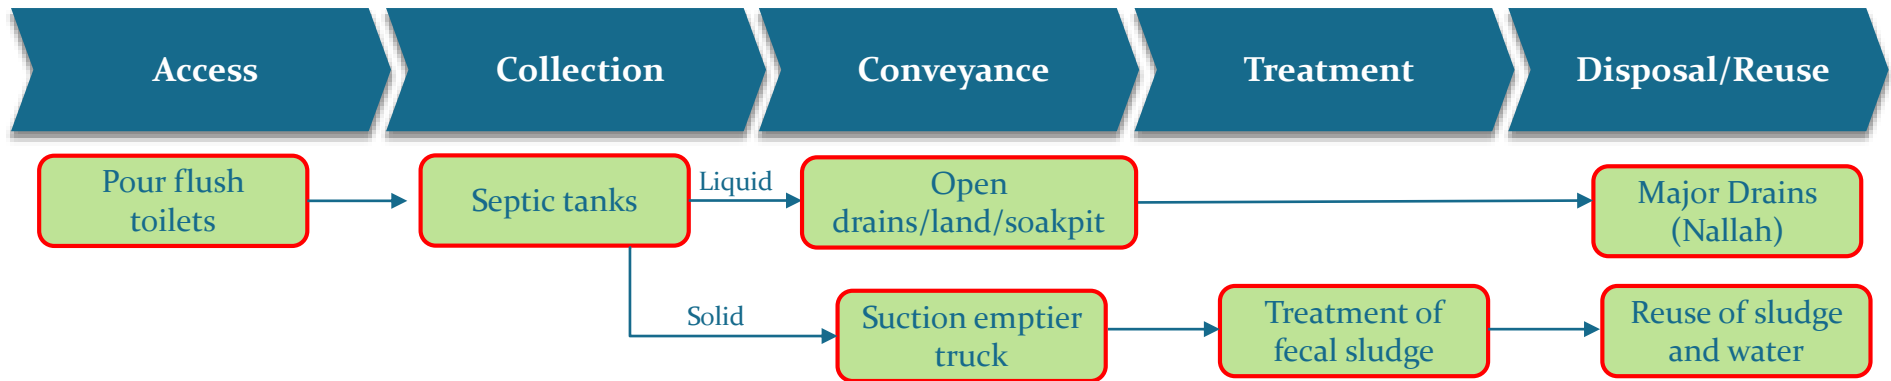 Access
Collection
Conveyance
Treatment
Disposal/Reuse
Pour flush
toilets
Septic tanks
Liquid
Open
drains/land/soakpit
Major Drains
(Nallah)
Solid
Suction emptier
truck
Treatment of
fecal sludge
Reuse of sludge
and water